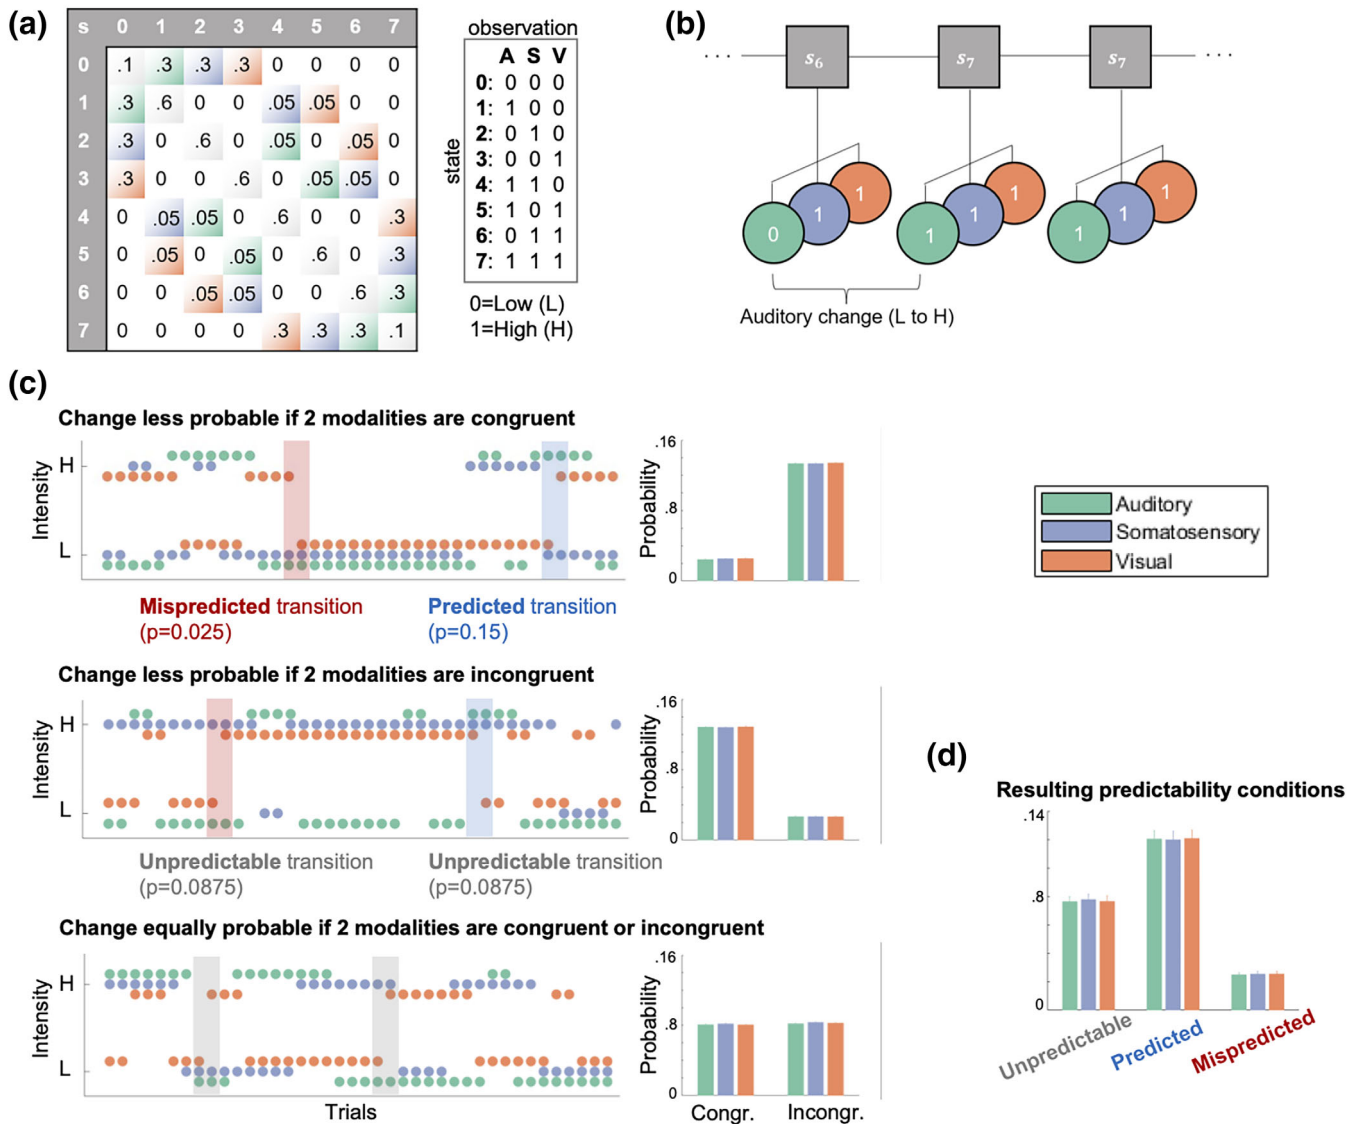 (a)
s 0 1 2 3 4 5 6 7
0 .1 .3 .3 .3 0 0 0 0
1 .3 .6 0 0 .05 .05 0 0
2 .3 0 .6 0 .05 0 .05 0
3 .3 0 0 .6 0 .05 .05 0
4 0 .05 .05 0 .6 0 0 .3
5 0 .05 0 .05 0 .6 0 .3
6 0 0 .05 .05 0 0 .6 .3
7 0 0 0 0 .3 .3 .3 .1
observation
A S V
state
0: 0 0 0
1: 1 0 0
2: 0 1 0
3: 0 0 1
4: 1 1 0
5: 1 0 1
6: 0 1 1
7: 1 1 1
0=Low (L)
1=High (H)
(b)
... s6 s7 s7 ...
0 1 1 1 1 1 1 1 1
Auditory change (L to H)
(c)
Change less probable if 2 modalities are congruent
Intensity
H
L
Mispredicted transition
(p=0.025)
Predicted transition
(p=0.15)
Probability
.16
.8
0
Auditory
Somatosensory
Visual
Change less probable if 2 modalities are incongruent
Intensity
H
L
Unpredictable transition
(p=0.0875)
Unpredictable transition
(p=0.0875)
Probability
.16
.8
0
Change equally probable if 2 modalities are congruent or incongruent
Intensity
H
L
Trials
Probability
.16
.8
0
Congr. Incongr.
(d)
Resulting predictability conditions
.14
.8
0
Unpredictable
Predicted
Mispredicted